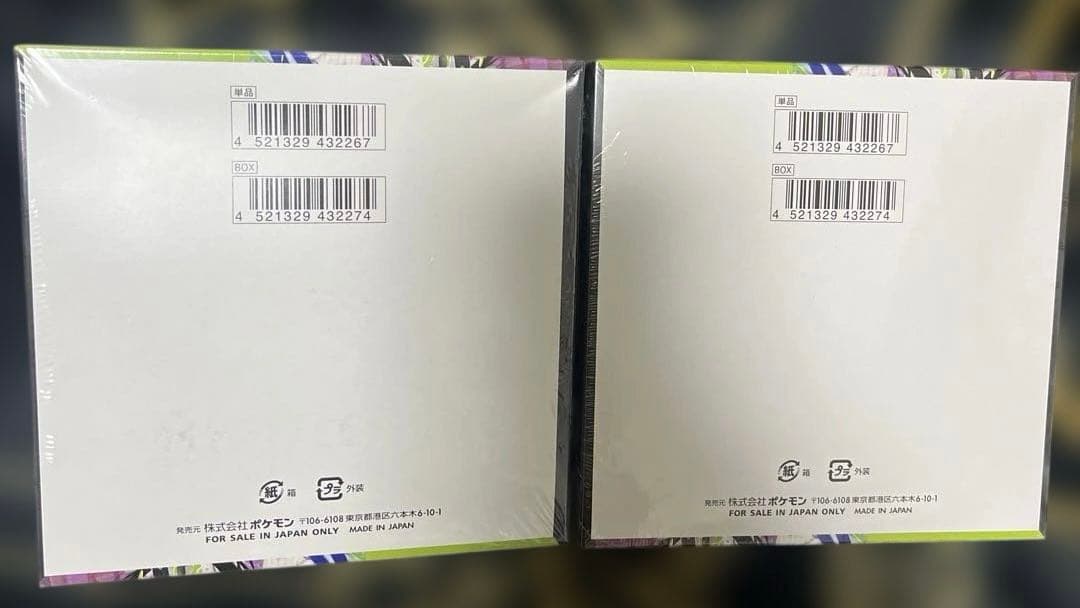 単品
4 521329 432267
BOX
4 521329 432274
紙 箱 プラ 外装
発売元 株式会社ポケモン 〒106-6108 東京都港区六本木6-10-1
FOR SALE IN JAPAN ONLY MADE IN JAPAN
単品
4 521329 432267
BOX
4 521329 432274
紙 箱 プラ 外装
発売元 株式会社ポケモン 〒106-6108 東京都港区六本木6-10-1
FOR SALE IN JAPAN ONLY MADE IN JAPAN